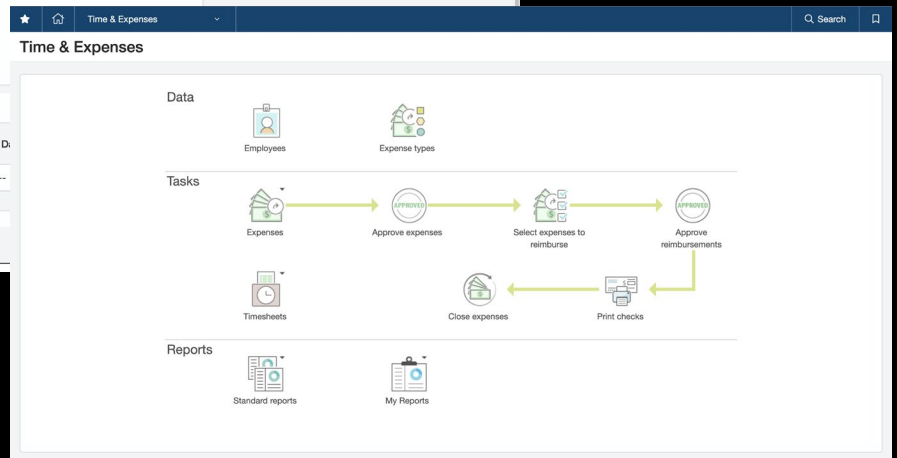 Time & Expenses
Search
Time & Expenses
Data
Employees
Expense types
Tasks
APPROVED
APPROVED
Expenses
Approve expenses
Select expenses to
reimburse
Approve
reimbursements
Timesheets
Close expenses
Print checks
Reports
Standard reports
My Reports